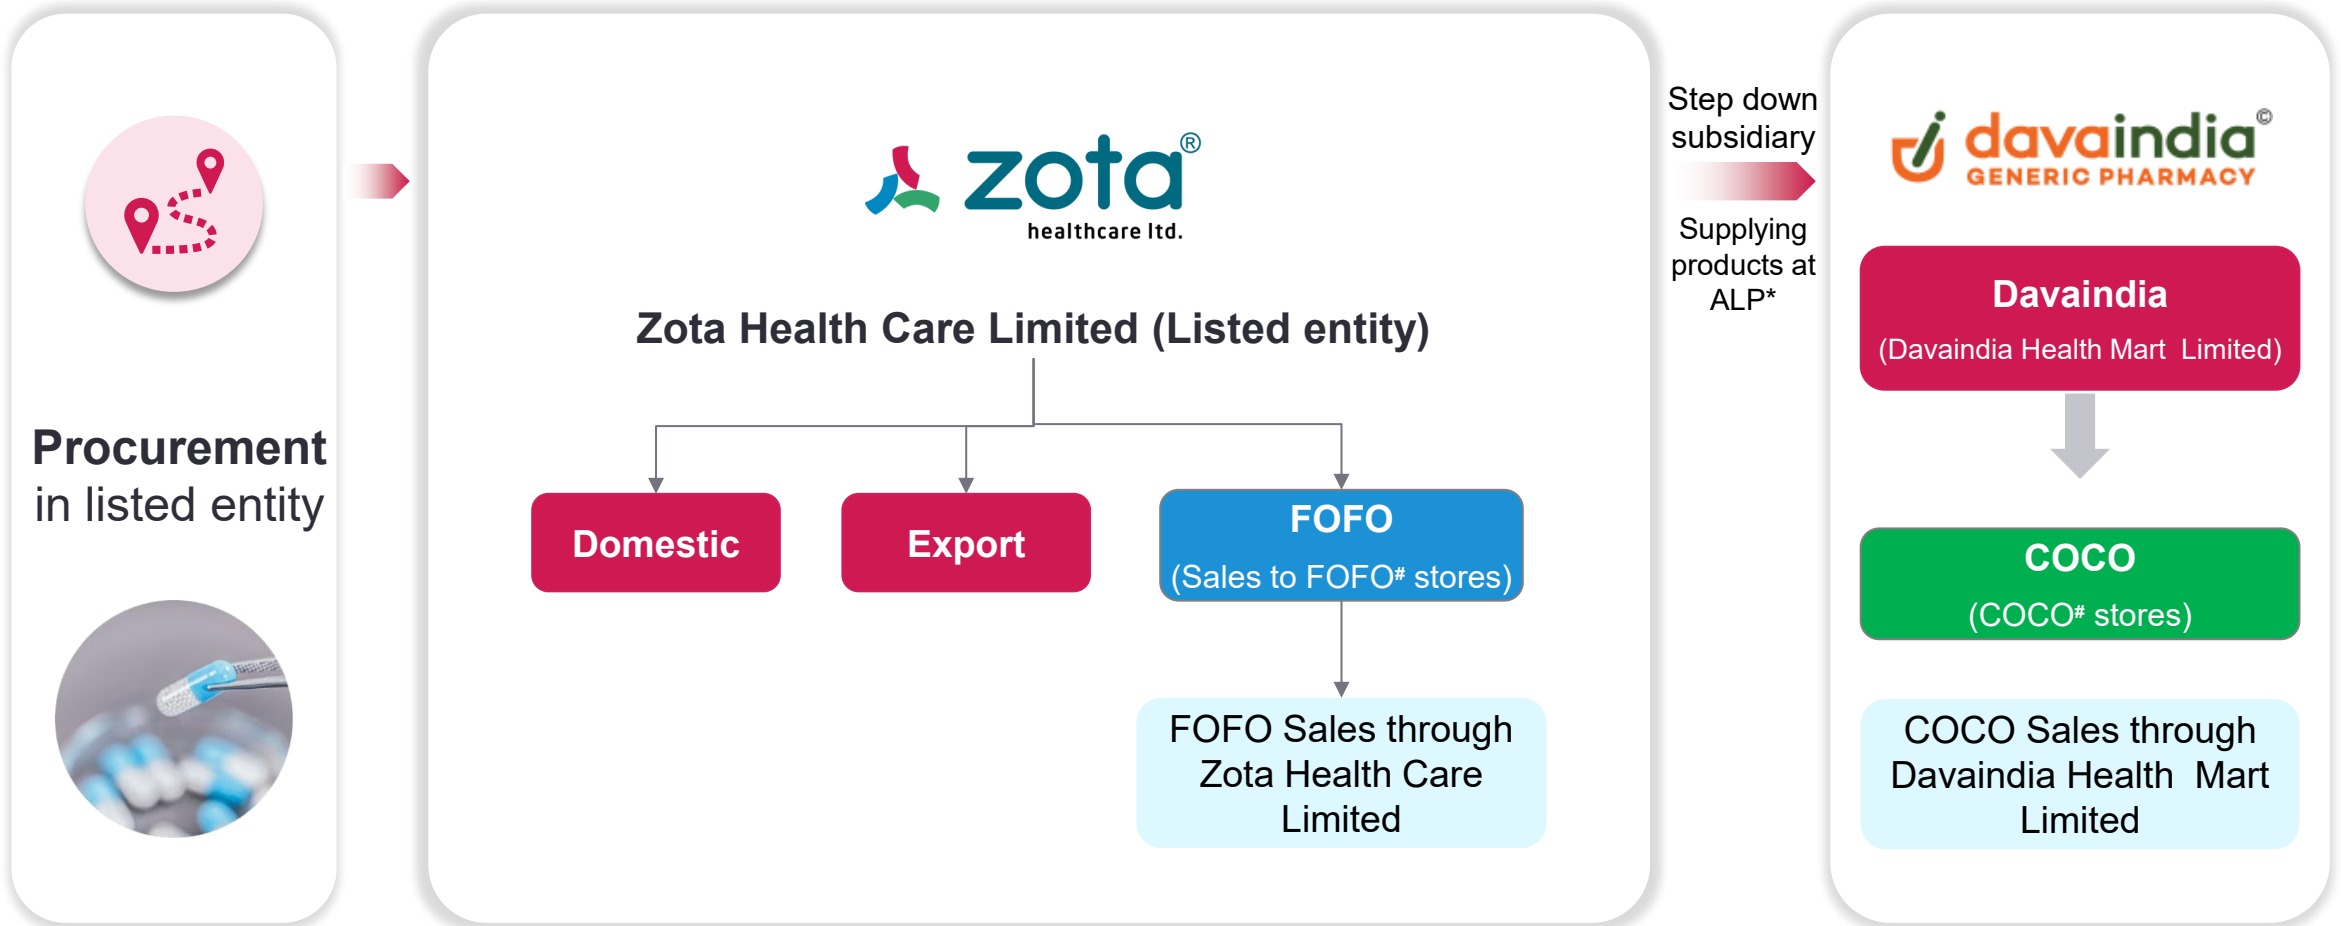 Procurement
in listed entity
zota®
healthcare ltd.
Zota Health Care Limited (Listed entity)
Domestic
Export
FOFO
(Sales to FOFO# stores)
FOFO Sales through
Zota Health Care
Limited
Step down
subsidiary
Supplying
products at
ALP*
davaindia©
GENERIC PHARMACY
Davaindia
(Davaindia Health Mart  Limited)
COCO
(COCO# stores)
COCO Sales through
Davaindia Health  Mart
Limited